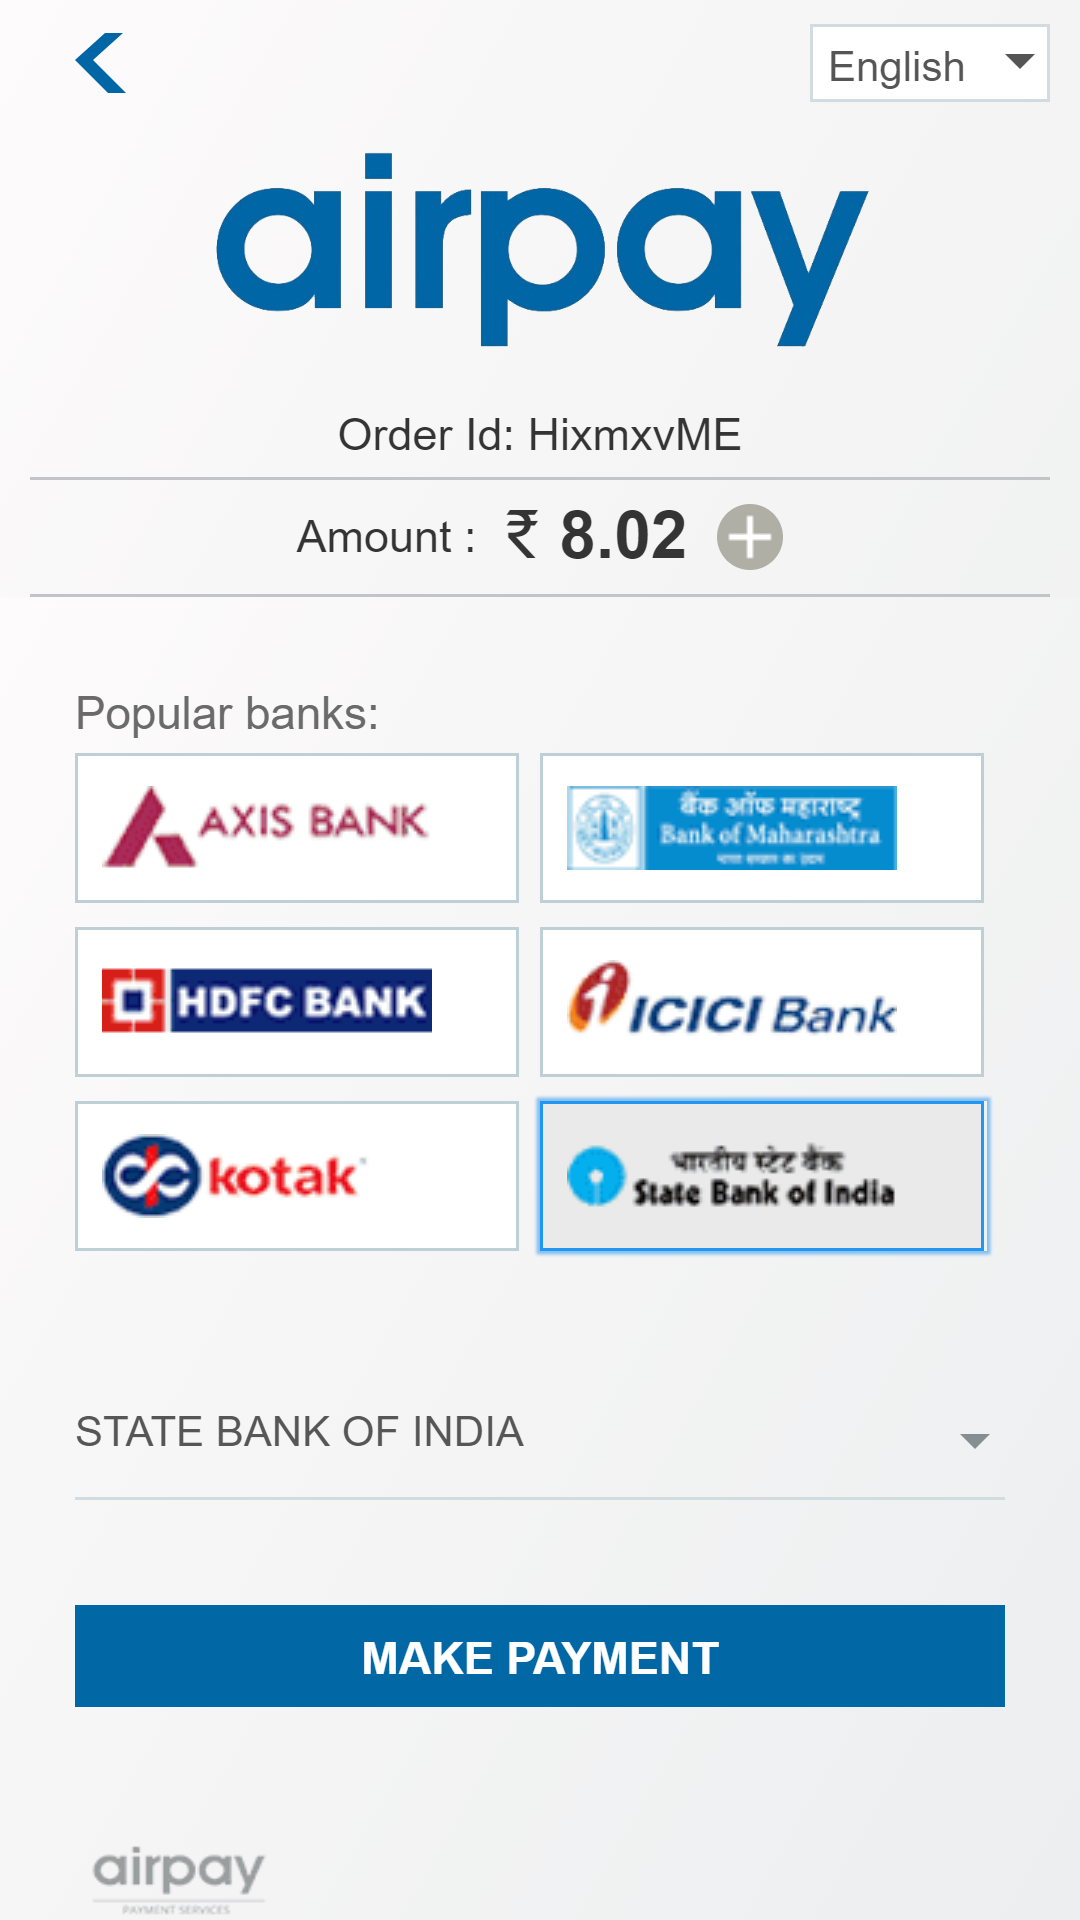 English
airpay
Order Id: HixmxvME
Amount : ₹ 8.02
Popular banks:
AXIS BANK
बैंक ऑफ महाराष्ट्र
Bank of Maharashtra
HDFC BANK
ICICI Bank
kotak
भारतीय स्टेट बैंक
State Bank of India
STATE BANK OF INDIA
MAKE PAYMENT
airpay
PAYMENT SERVICES